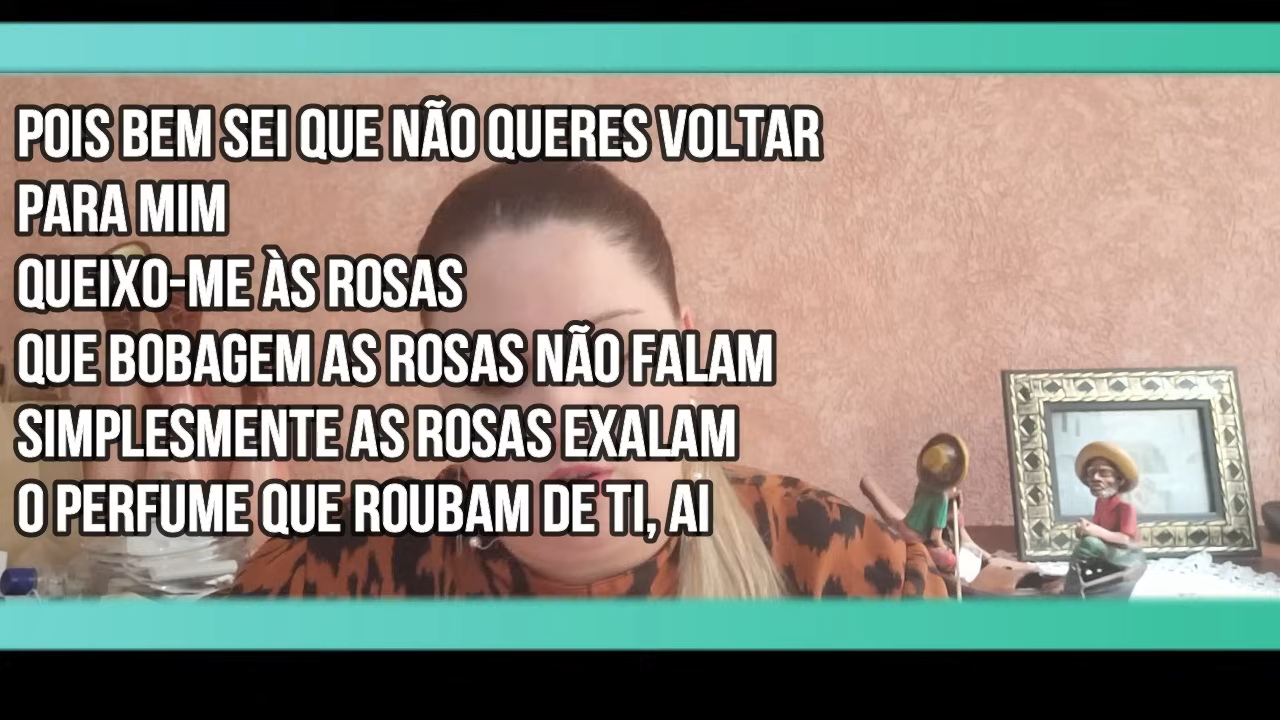 POIS BEM SEI QUE NÃO QUERES VOLTAR
PARA MIM
QUEIXO-ME ÀS ROSAS
QUE BOBAGEM AS ROSAS NÃO FALAM
SIMPLESMENTE AS ROSAS EXALAM
O PERFUME QUE ROUBAM DE TI, AI